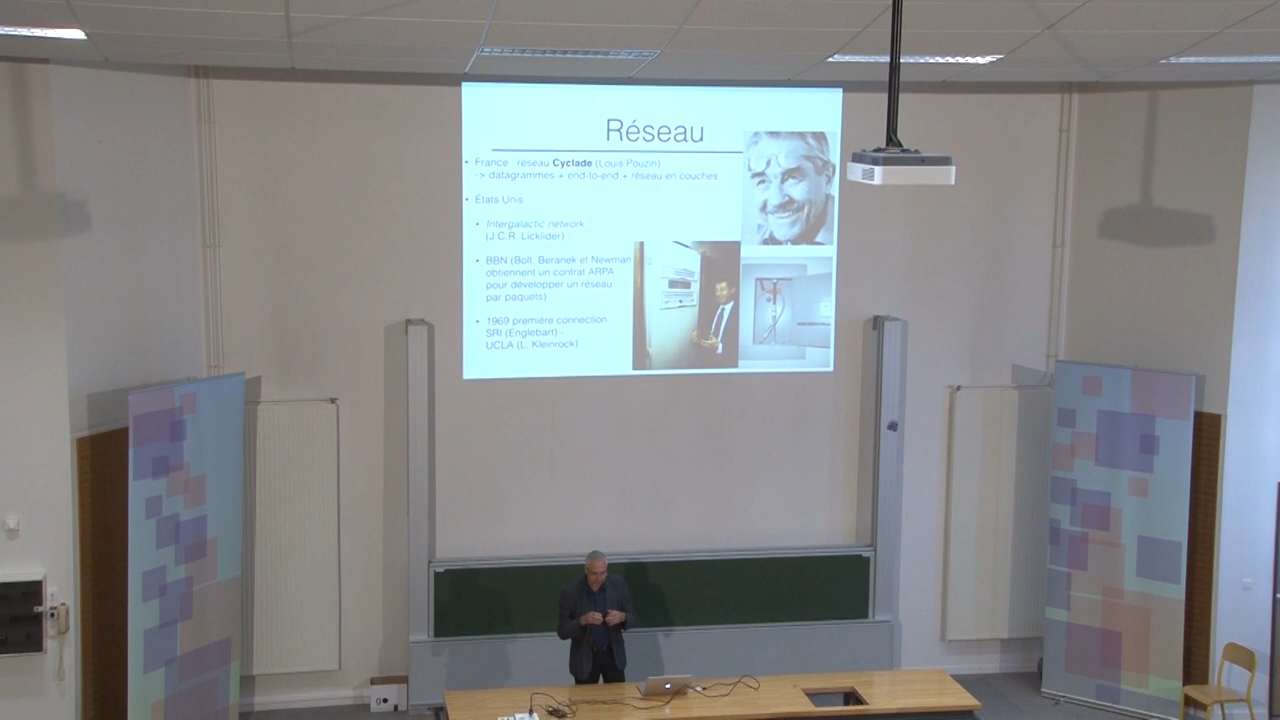 Réseau
• France : réseau Cyclade (Louis Pouzin)
-> datagrammes + end-to-end + réseau en couches
• États Unis
• Intergalactic network
(J.C.R. Licklider)
• BBN (Bolt, Beranek et Newman
obtiennent un contrat ARPA
pour développer un réseau
par paquets)
• 1969 première connection
SRI (Englebart) -
UCLA (L. Kleinrock)